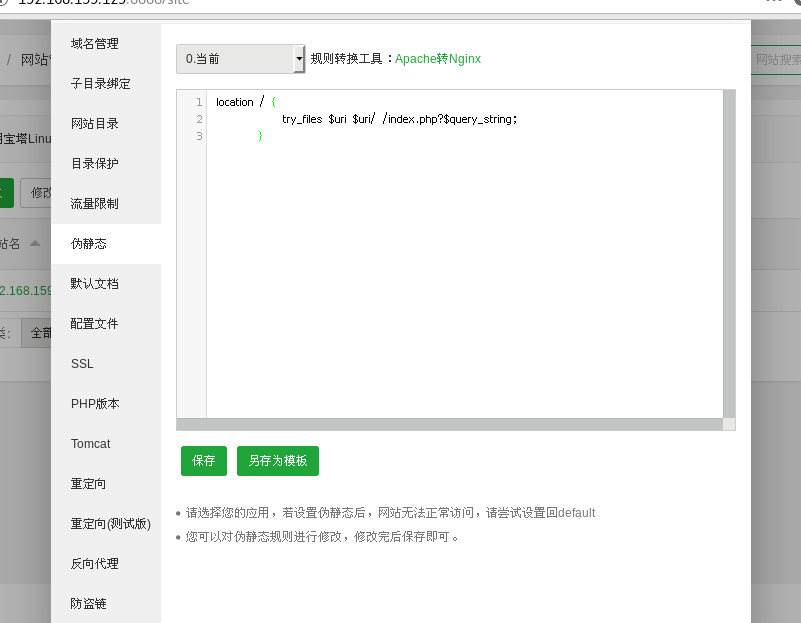 / 网站
宝塔Linu
修改
站名
2.168.159
类:
全部
网站搜索
域名管理
子目录绑定
网站目录
目录保护
流量限制
伪静态
默认文档
配置文件
SSL
PHP版本
Tomcat
重定向
重定向(测试版)
反向代理
防盗链
0.当前
规则转换工具：Apache转Nginx
1 location / {
2 try_files $uri $uri/ /index.php?$query_string;
3 }
保存
另存为模板
请选择您的应用，若设置伪静态后，网站无法正常访问，请尝试设置回default
您可以对伪静态规则进行修改，修改完后保存即可。